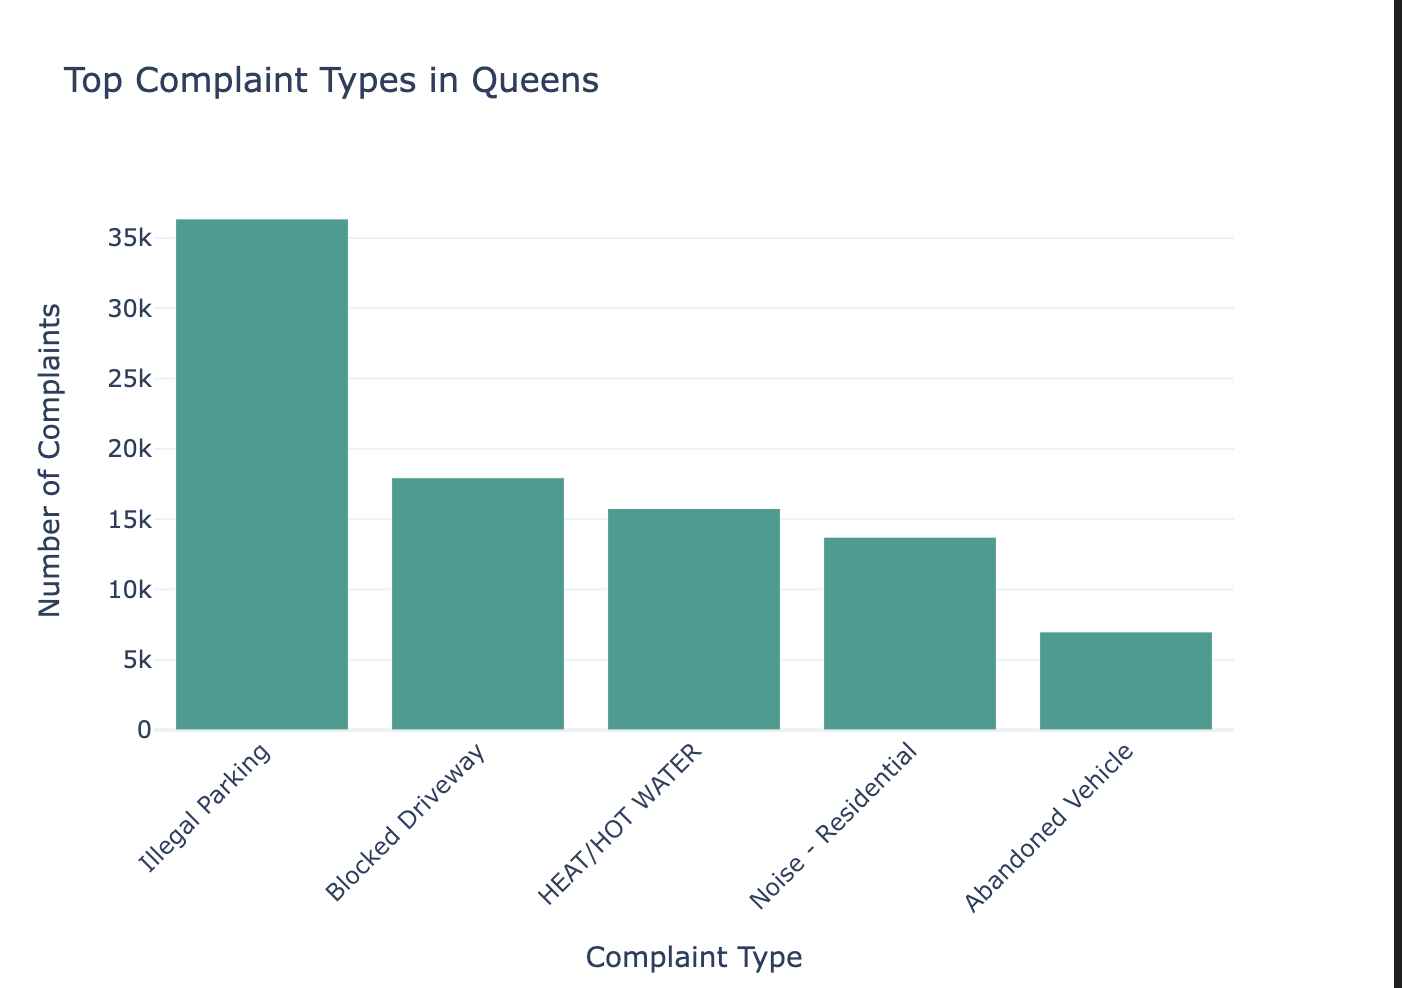 Top Complaint Types in Queens
Number of Complaints
35k
30k
25k
20k
15k
10k
5k
0
Illegal Parking
Blocked Driveway
HEAT/HOT WATER
Noise - Residential
Abandoned Vehicle
Complaint Type